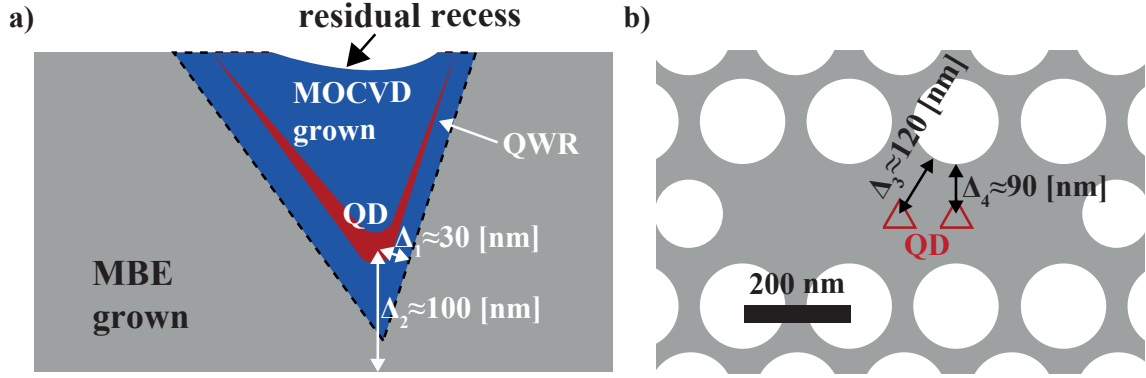 a)
residual recess
MOCVD
grown
QWR
QD
Δ₁≈30 [nm]
MBE
grown
Δ₂≈100 [nm]
b)
Δ₃≈120 [nm]
Δ₄≈90 [nm]
QD
200 nm